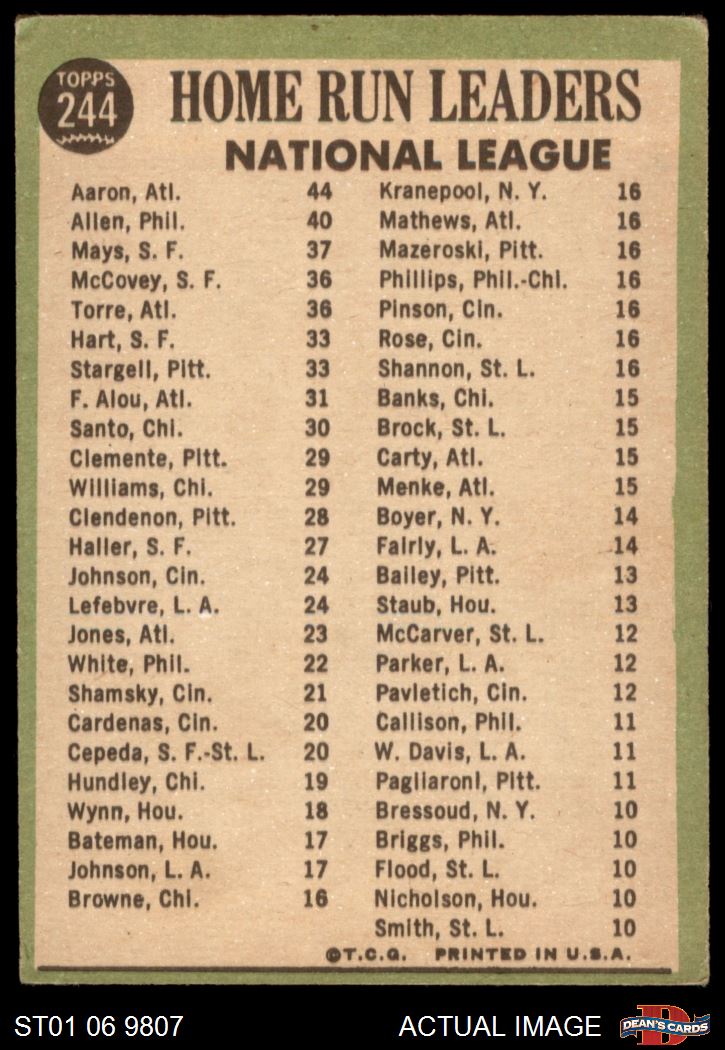 TOPPS
244
HOME RUN LEADERS
NATIONAL LEAGUE
Aaron, Atl. 44
Allen, Phil. 40
Mays, S. F. 37
McCovey, S. F. 36
Torre, Atl. 36
Hart, S. F. 33
Stargell, Pitt. 33
F. Alou, Atl. 31
Santo, Chi. 30
Clemente, Pitt. 29
Williams, Chi. 29
Clendenon, Pitt. 28
Haller, S. F. 27
Johnson, Cin. 24
Lefebvre, L. A. 24
Jones, Atl. 23
White, Phil. 22
Shamsky, Cin. 21
Cardenas, Cin. 20
Cepeda, S. F.-St. L. 20
Hundley, Chi. 19
Wynn, Hou. 18
Bateman, Hou. 17
Johnson, L. A. 17
Browne, Chi. 16
Kranepool, N. Y. 16
Mathews, Atl. 16
Mazeroski, Pitt. 16
Phillips, Phil.-Chi. 16
Pinson, Cin. 16
Rose, Cin. 16
Shannon, St. L. 16
Banks, Chi. 15
Brock, St. L. 15
Carty, Atl. 15
Menke, Atl. 15
Boyer, N. Y. 14
Fairly, L. A. 14
Bailey, Pitt. 13
Staub, Hou. 13
McCarver, St. L. 12
Parker, L. A. 12
Pavletich, Cin. 12
Callison, Phil. 11
W. Davis, L. A. 11
Pagliaroni, Pitt. 11
Bressoud, N. Y. 10
Briggs, Phil. 10
Flood, St. L. 10
Nicholson, Hou. 10
Smith, St. L. 10
©T.C.G. PRINTED IN U.S.A.
ST01 06 9807 ACTUAL IMAGE
D
DEAN'S CARDS